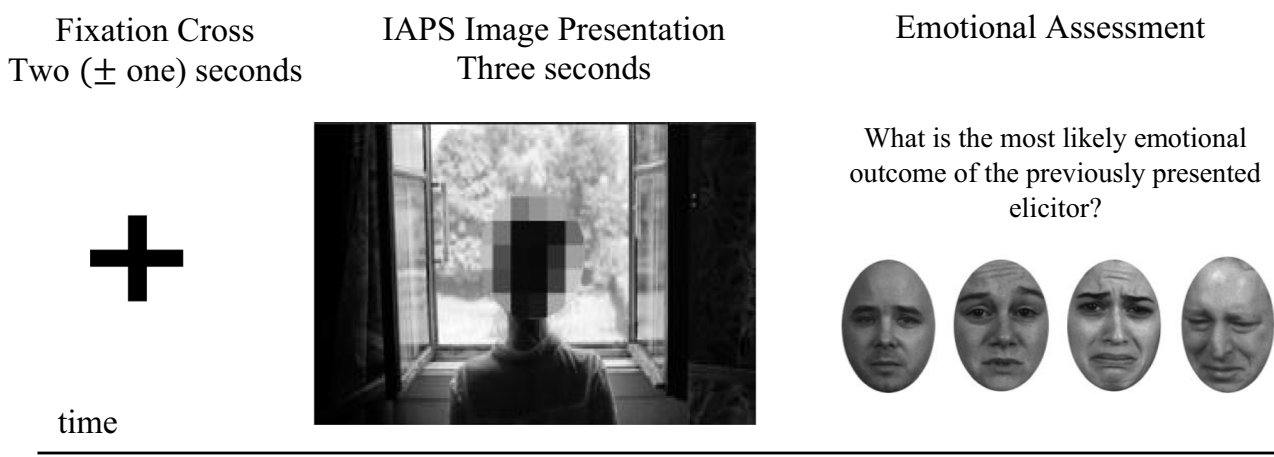 Fixation Cross
Two (± one) seconds
IAPS Image Presentation
Three seconds
Emotional Assessment
What is the most likely emotional
outcome of the previously presented
elicitor?
time